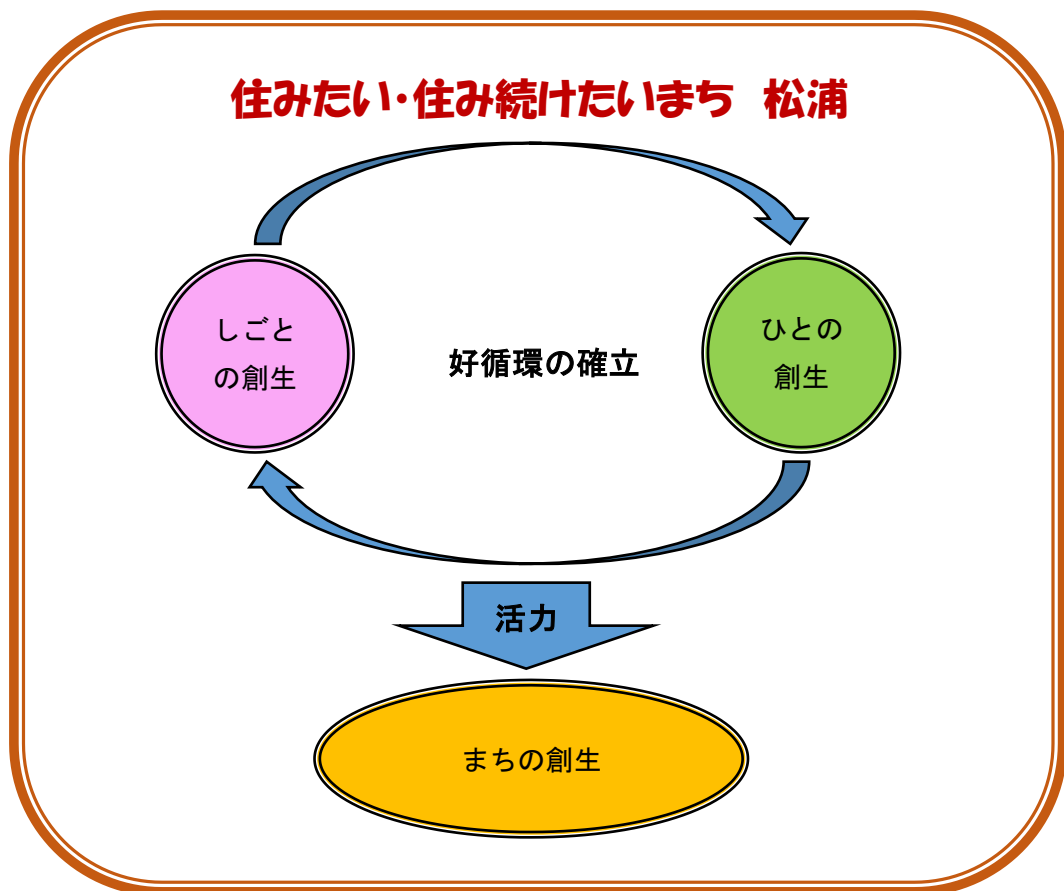 住みたい・住み続けたいまち　松浦
しごと
の創生
好循環の確立
ひとの
創生
活力
まちの創生